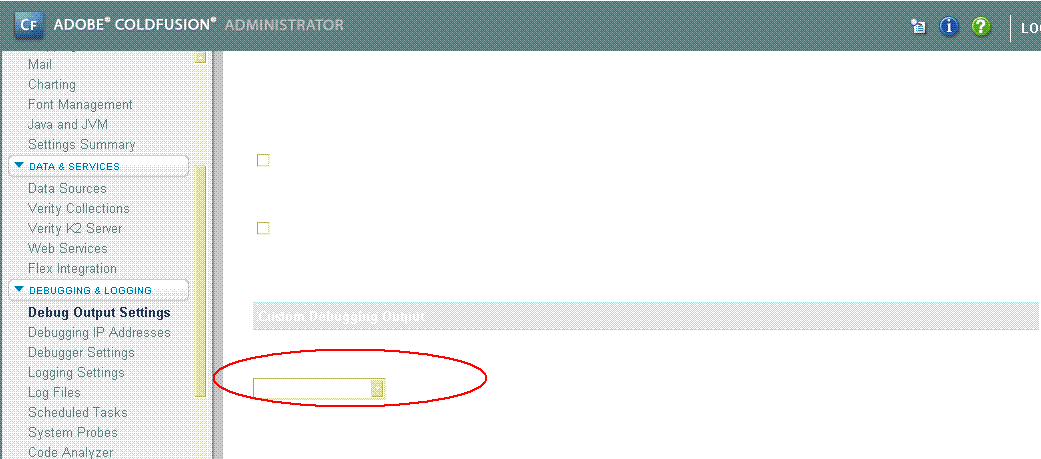 CF ADOBE® COLDFUSION® ADMINISTRATOR
LO
Mail
Charting
Font Management
Java and JVM
Settings Summary
DATA & SERVICES
Data Sources
Verity Collections
Verity K2 Server
Web Services
Flex Integration
DEBUGGING & LOGGING
Debug Output Settings
Debugging IP Addresses
Debugger Settings
Logging Settings
Log Files
Scheduled Tasks
System Probes
Code Analyzer
Custom Debugging Output